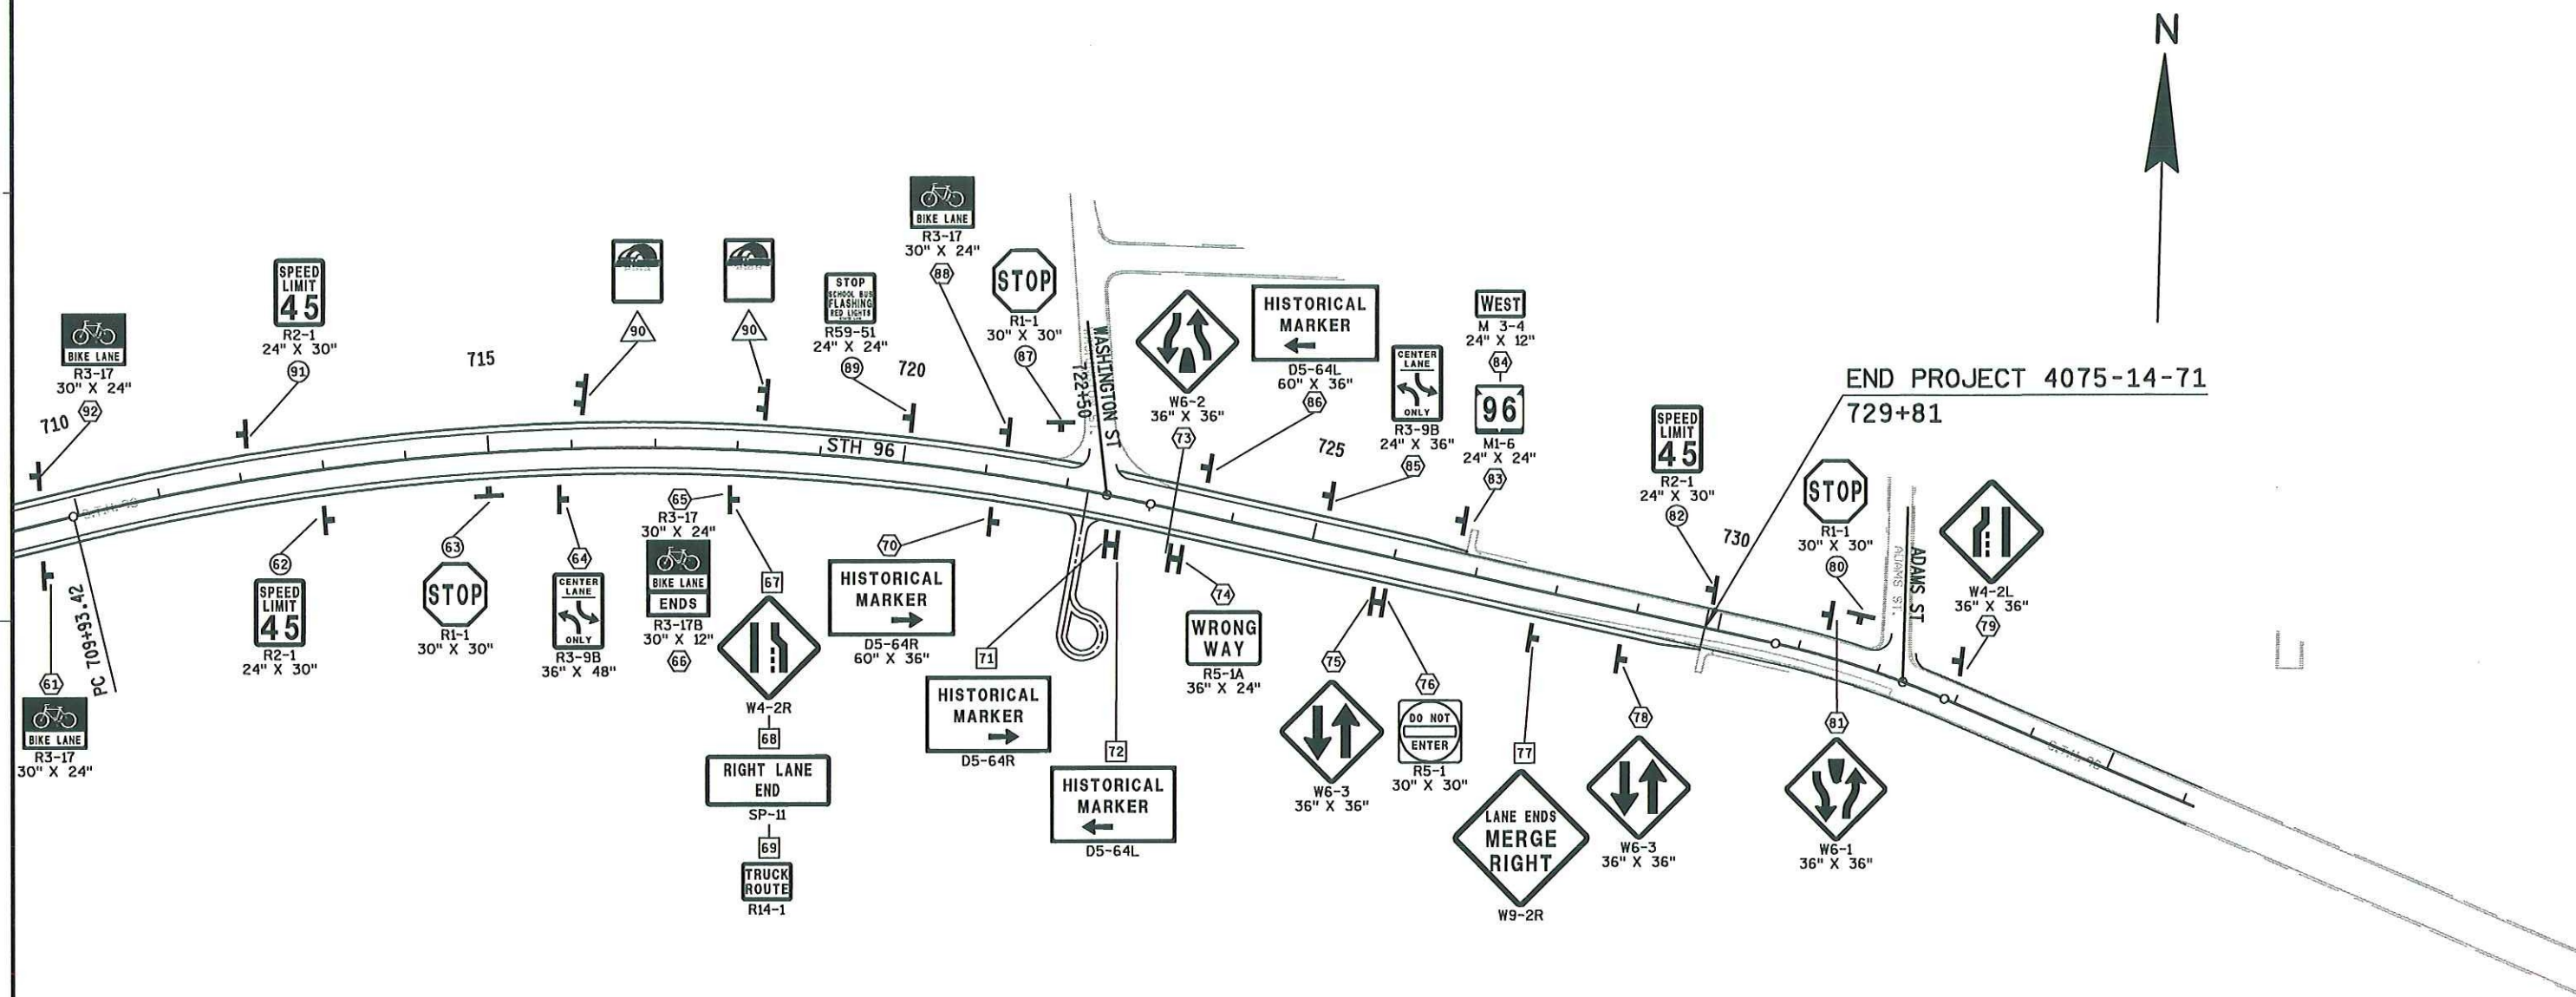 N
BIKE LANE
R3-17
30" X 24"
92
710
SPEED
LIMIT
45
R2-1
24" X 30"
91
715
90
90
STOP
SCHOOL BUS
FLASHING
RED LIGHTS
R59-51
24" X 24"
89
720
BIKE LANE
R3-17
30" X 24"
88
STOP
R1-1
30" X 30"
87
722+50
WASHINGTON ST
W6-2
36" X 36"
73
HISTORICAL
MARKER
D5-64L
60" X 36"
86
725
CENTER
LANE
ONLY
R3-9B
24" X 36"
85
WEST
M 3-4
24" X 12"
84
96
M1-6
24" X 24"
83
SPEED
LIMIT
45
R2-1
24" X 30"
82
730
END PROJECT 4075-14-71
729+81
STOP
R1-1
30" X 30"
80
ADAMS ST.
ADAMS ST
W4-2L
36" X 36"
79
S.T.H. 96
STH 96
S.T.H. 96
PC 709+93.42
61
BIKE LANE
R3-17
30" X 24"
62
SPEED
LIMIT
45
R2-1
24" X 30"
63
STOP
R1-1
30" X 30"
64
CENTER
LANE
ONLY
R3-9B
36" X 48"
65
R3-17
30" X 24"
BIKE LANE
ENDS
R3-17B
30" X 12"
66
67
W4-2R
68
RIGHT LANE
END
SP-11
69
TRUCK
ROUTE
R14-1
70
HISTORICAL
MARKER
D5-64R
60" X 36"
71
HISTORICAL
MARKER
D5-64R
72
HISTORICAL
MARKER
D5-64L
74
WRONG
WAY
R5-1A
36" X 24"
75
W6-3
36" X 36"
76
DO NOT
ENTER
R5-1
30" X 30"
77
LANE ENDS
MERGE
RIGHT
W9-2R
78
W6-3
36" X 36"
81
W6-1
36" X 36"